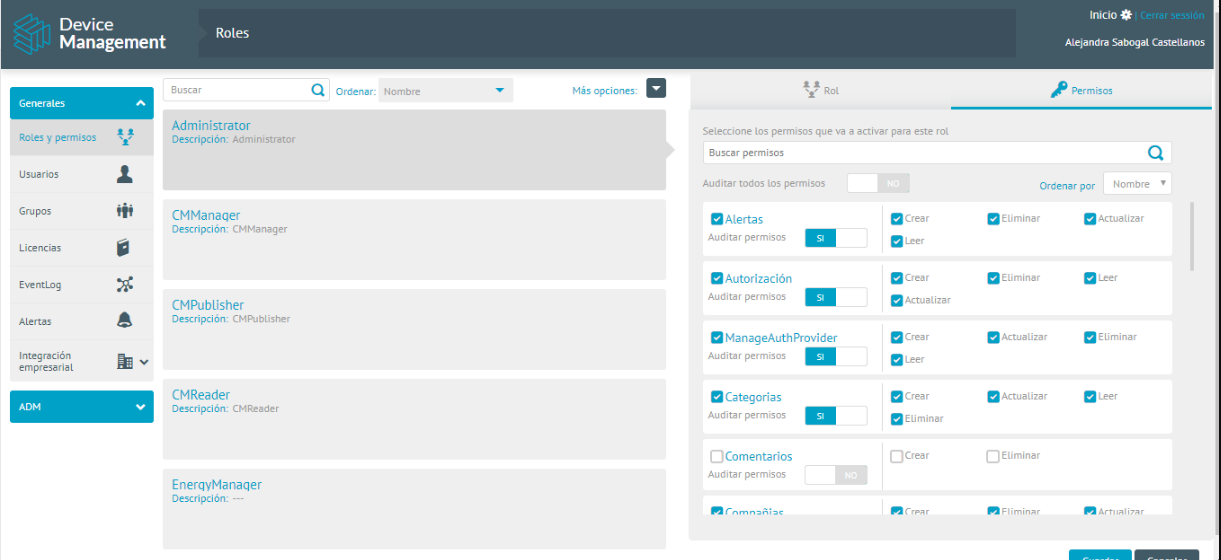 Device
Management
Roles
Inicio | Cerrar sesión
Alejandra Sabogal Castellanos
Generales
Roles y permisos
Usuarios
Grupos
Licencias
EventLog
Alertas
Integración
empresarial
ADM
Buscar
Ordenar: Nombre
Más opciones:
Administrator
Descripción: Administrator
CMManager
Descripción: CMManager
CMPublisher
Descripción: CMPublisher
CMReader
Descripción: CMReader
EnergyManager
Descripción: ---
Rol
Permisos
Seleccione los permisos que va a activar para este rol
Buscar permisos
Auditar todos los permisos NO
Ordenar por Nombre
Alertas
Auditar permisos SI
Crear Eliminar Actualizar
Leer
Autorización
Auditar permisos SI
Crear Eliminar Leer
Actualizar
ManageAuthProvider
Auditar permisos SI
Crear Actualizar Eliminar
Leer
Categorias
Auditar permisos SI
Crear Actualizar Leer
Eliminar
Comentarios
Auditar permisos NO
Crear Eliminar
Compañias
Crear Eliminar Actualizar
Guardar Cancelar